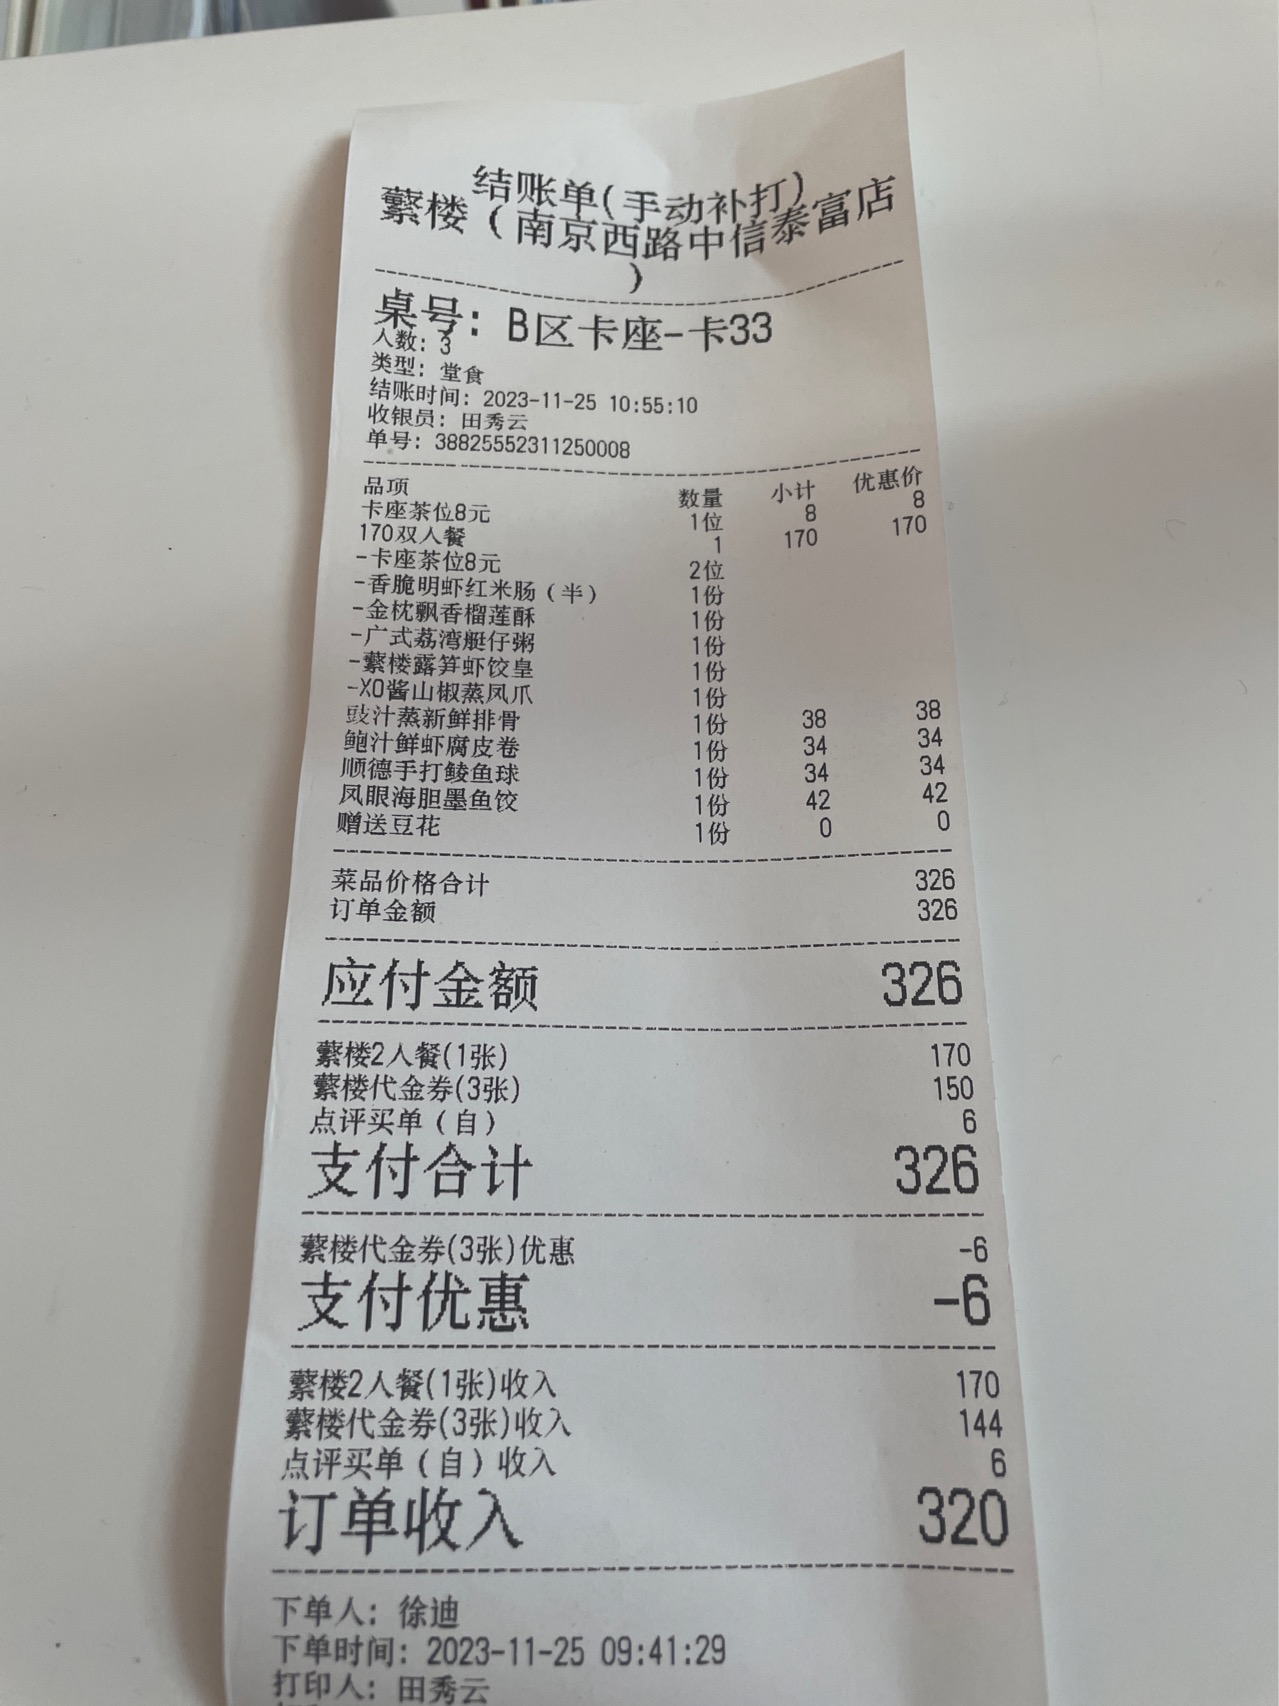 结账单(手动补打)
蘩楼（南京西路中信泰富店
）
桌号: B区卡座-卡33
人数: 3
类型: 堂食
结账时间: 2023-11-25 10:55:10
收银员: 田秀云
单号: 38825552311250008
品项 数量 小计 优惠价
卡座茶位8元 1位 8 8
170双人餐 1 170 170
-卡座茶位8元 2位
-香脆明虾红米肠（半） 1份
-金枕飘香榴莲酥 1份
-广式荔湾艇仔粥 1份
-蘩楼露笋虾饺皇 1份
-XO酱山椒蒸凤爪 1份
豉汁蒸新鲜排骨 1份 38 38
鲍汁鲜虾腐皮卷 1份 34 34
顺德手打鲮鱼球 1份 34 34
凤眼海胆墨鱼饺 1份 42 42
赠送豆花 1份 0 0
菜品价格合计 326
订单金额 326
应付金额 326
蘩楼2人餐(1张) 170
蘩楼代金券(3张) 150
点评买单（自） 6
支付合计 326
蘩楼代金券(3张)优惠 -6
支付优惠 -6
蘩楼2人餐(1张)收入 170
蘩楼代金券(3张)收入 144
点评买单（自）收入 6
订单收入 320
下单人: 徐迪
下单时间: 2023-11-25 09:41:29
打印人: 田秀云